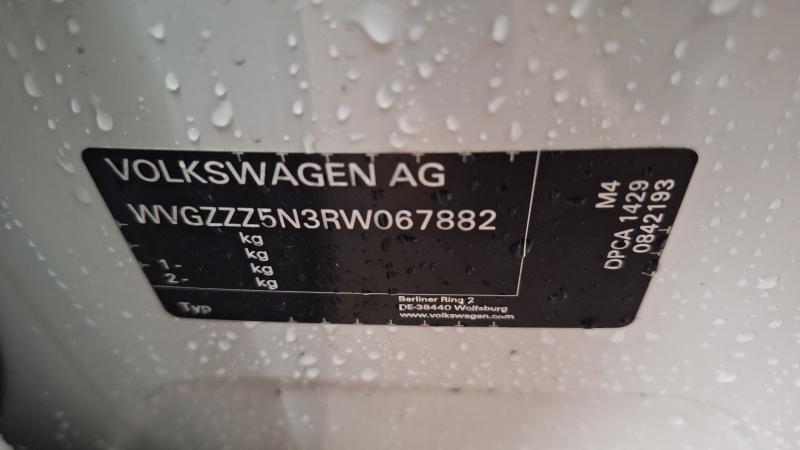 VOLKSWAGEN AG
WVGZZZ5N3RW067882
kg
kg
1- kg
2- kg
Typ
Berliner Ring 2
DE-38440 Wolfsburg
www.volkswagen.com
M4
OPCA 1429
0842193